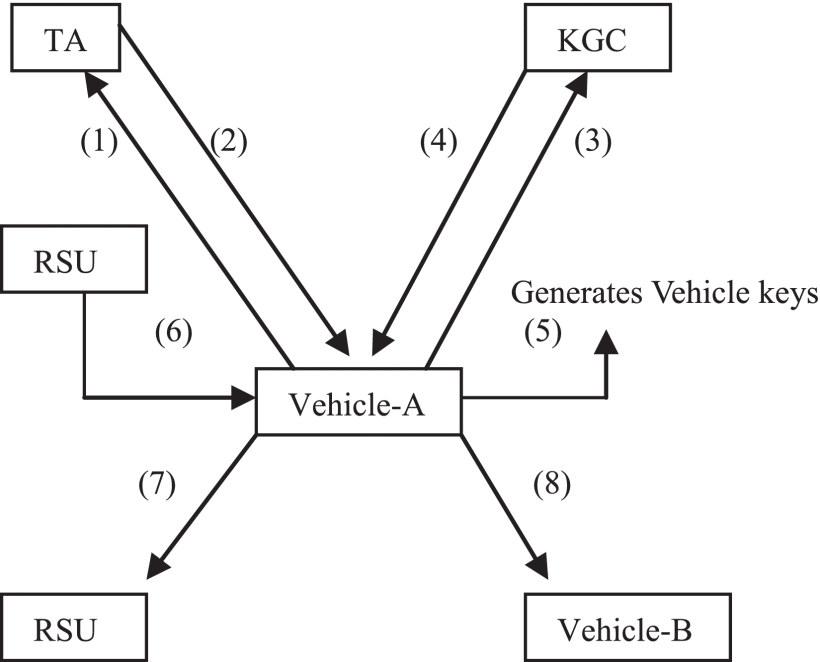 TA
KGC
(1)
(2)
(4)
(3)
RSU
Generates Vehicle keys
(6)
(5)
Vehicle-A
(7)
(8)
RSU
Vehicle-B